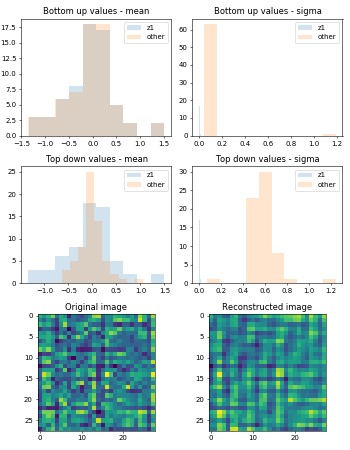 Bottom up values - mean
Bottom up values - sigma
17.5
15.0
12.5
10.0
7.5
5.0
2.5
0.0
z1
other
−1.5 −1.0 −0.5 0.0 0.5 1.0 1.5
60
50
40
30
20
10
0
z1
other
0.0 0.2 0.4 0.6 0.8 1.0 1.2
Top down values - mean
Top down values - sigma
25
20
15
10
5
0
z1
other
−1.0 −0.5 0.0 0.5 1.0 1.5
30
25
20
15
10
5
0
z1
other
0.0 0.2 0.4 0.6 0.8 1.0 1.2
Original image
Reconstructed image
0
5
10
15
20
25
0 10 20
0
5
10
15
20
25
0 10 20